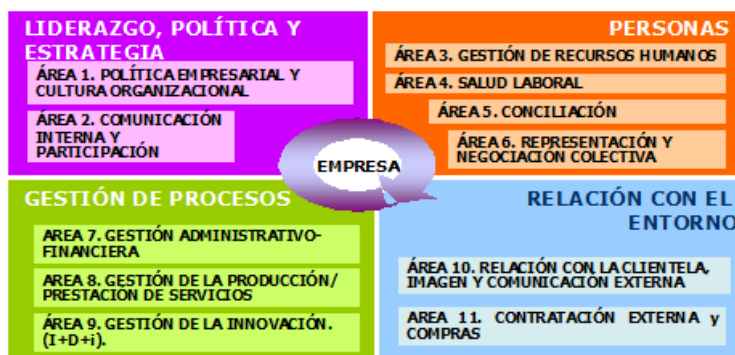 LIDERAZGO, POLÍTICA Y
ESTRATEGIA
ÁREA 1. POLÍTICA EMPRESARIAL Y
CULTURA ORGANIZACIONAL
ÁREA 2. COMUNICACIÓN
INTERNA Y
PARTICIPACIÓN
PERSONAS
ÁREA 3. GESTIÓN DE RECURSOS HUMANOS
ÁREA 4. SALUD LABORAL
ÁREA 5. CONCILIACIÓN
ÁREA 6. REPRESENTACIÓN Y
NEGOCIACIÓN COLECTIVA
EMPRESA
GESTIÓN DE PROCESOS
AREA 7. GESTIÓN ADMINISTRATIVO-
FINANCIERA
AREA 8. GESTIÓN DE LA PRODUCCIÓN/
PRESTACIÓN DE SERVICIOS
ÁREA 9. GESTIÓN DE LA INNOVACIÓN.
(I+D+i).
RELACIÓN CON EL
ENTORNO
ÁREA 10. RELACIÓN CON LA CLIENTELA,
IMAGEN Y COMUNICACIÓN EXTERNA
AREA 11. CONTRATACIÓN EXTERNA y
COMPRAS